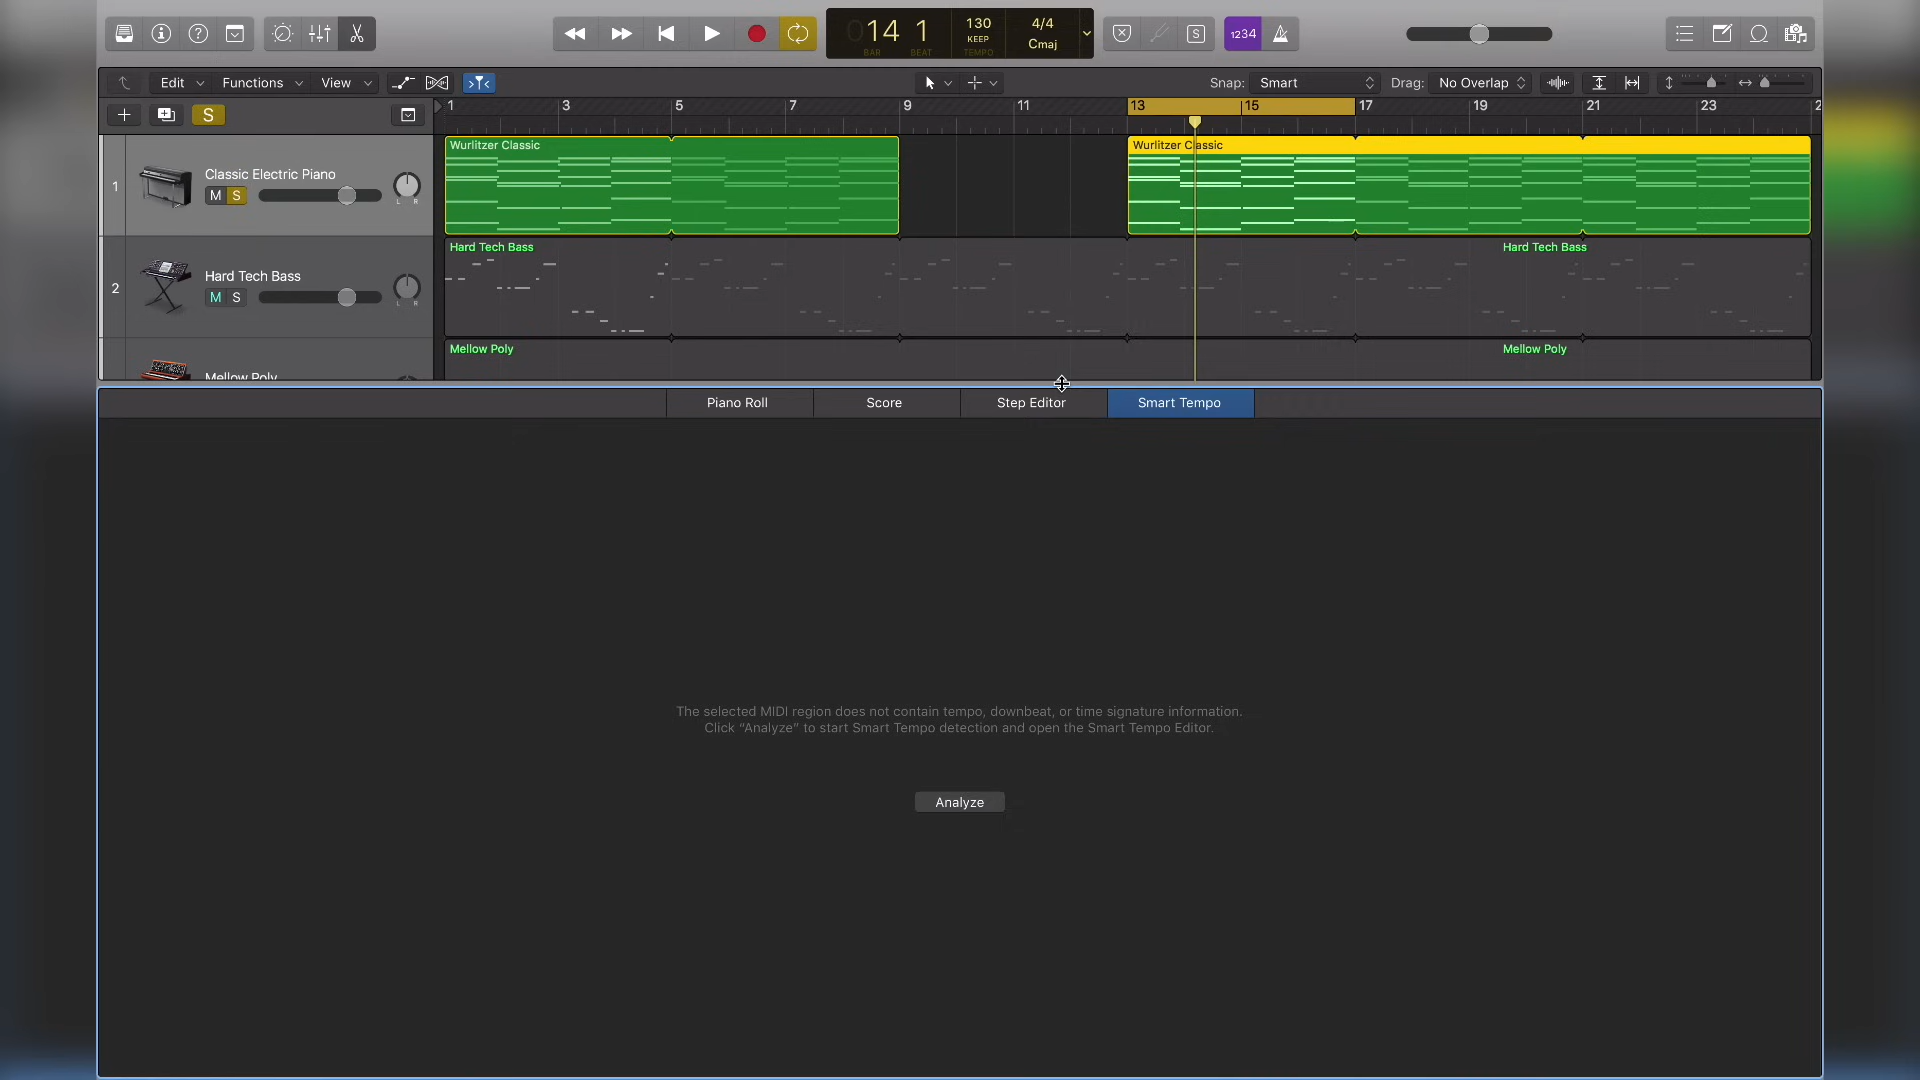 14 1
BAR BEAT
130
KEEP
TEMPO
4/4
Cmaj
S
1234
Edit
Functions
View
Snap: Smart
Drag: No Overlap
S
1 3 5 7 9 11 13 15 17 19 21 23 2
1
Classic Electric Piano
M S
L R
Wurlitzer Classic
Wurlitzer Classic
2
Hard Tech Bass
M S
L R
Hard Tech Bass
Hard Tech Bass
Mellow Poly
Mellow Poly
Mellow Poly
Piano Roll
Score
Step Editor
Smart Tempo
The selected MIDI region does not contain tempo, downbeat, or time signature information.
Click “Analyze” to start Smart Tempo detection and open the Smart Tempo Editor.
Analyze